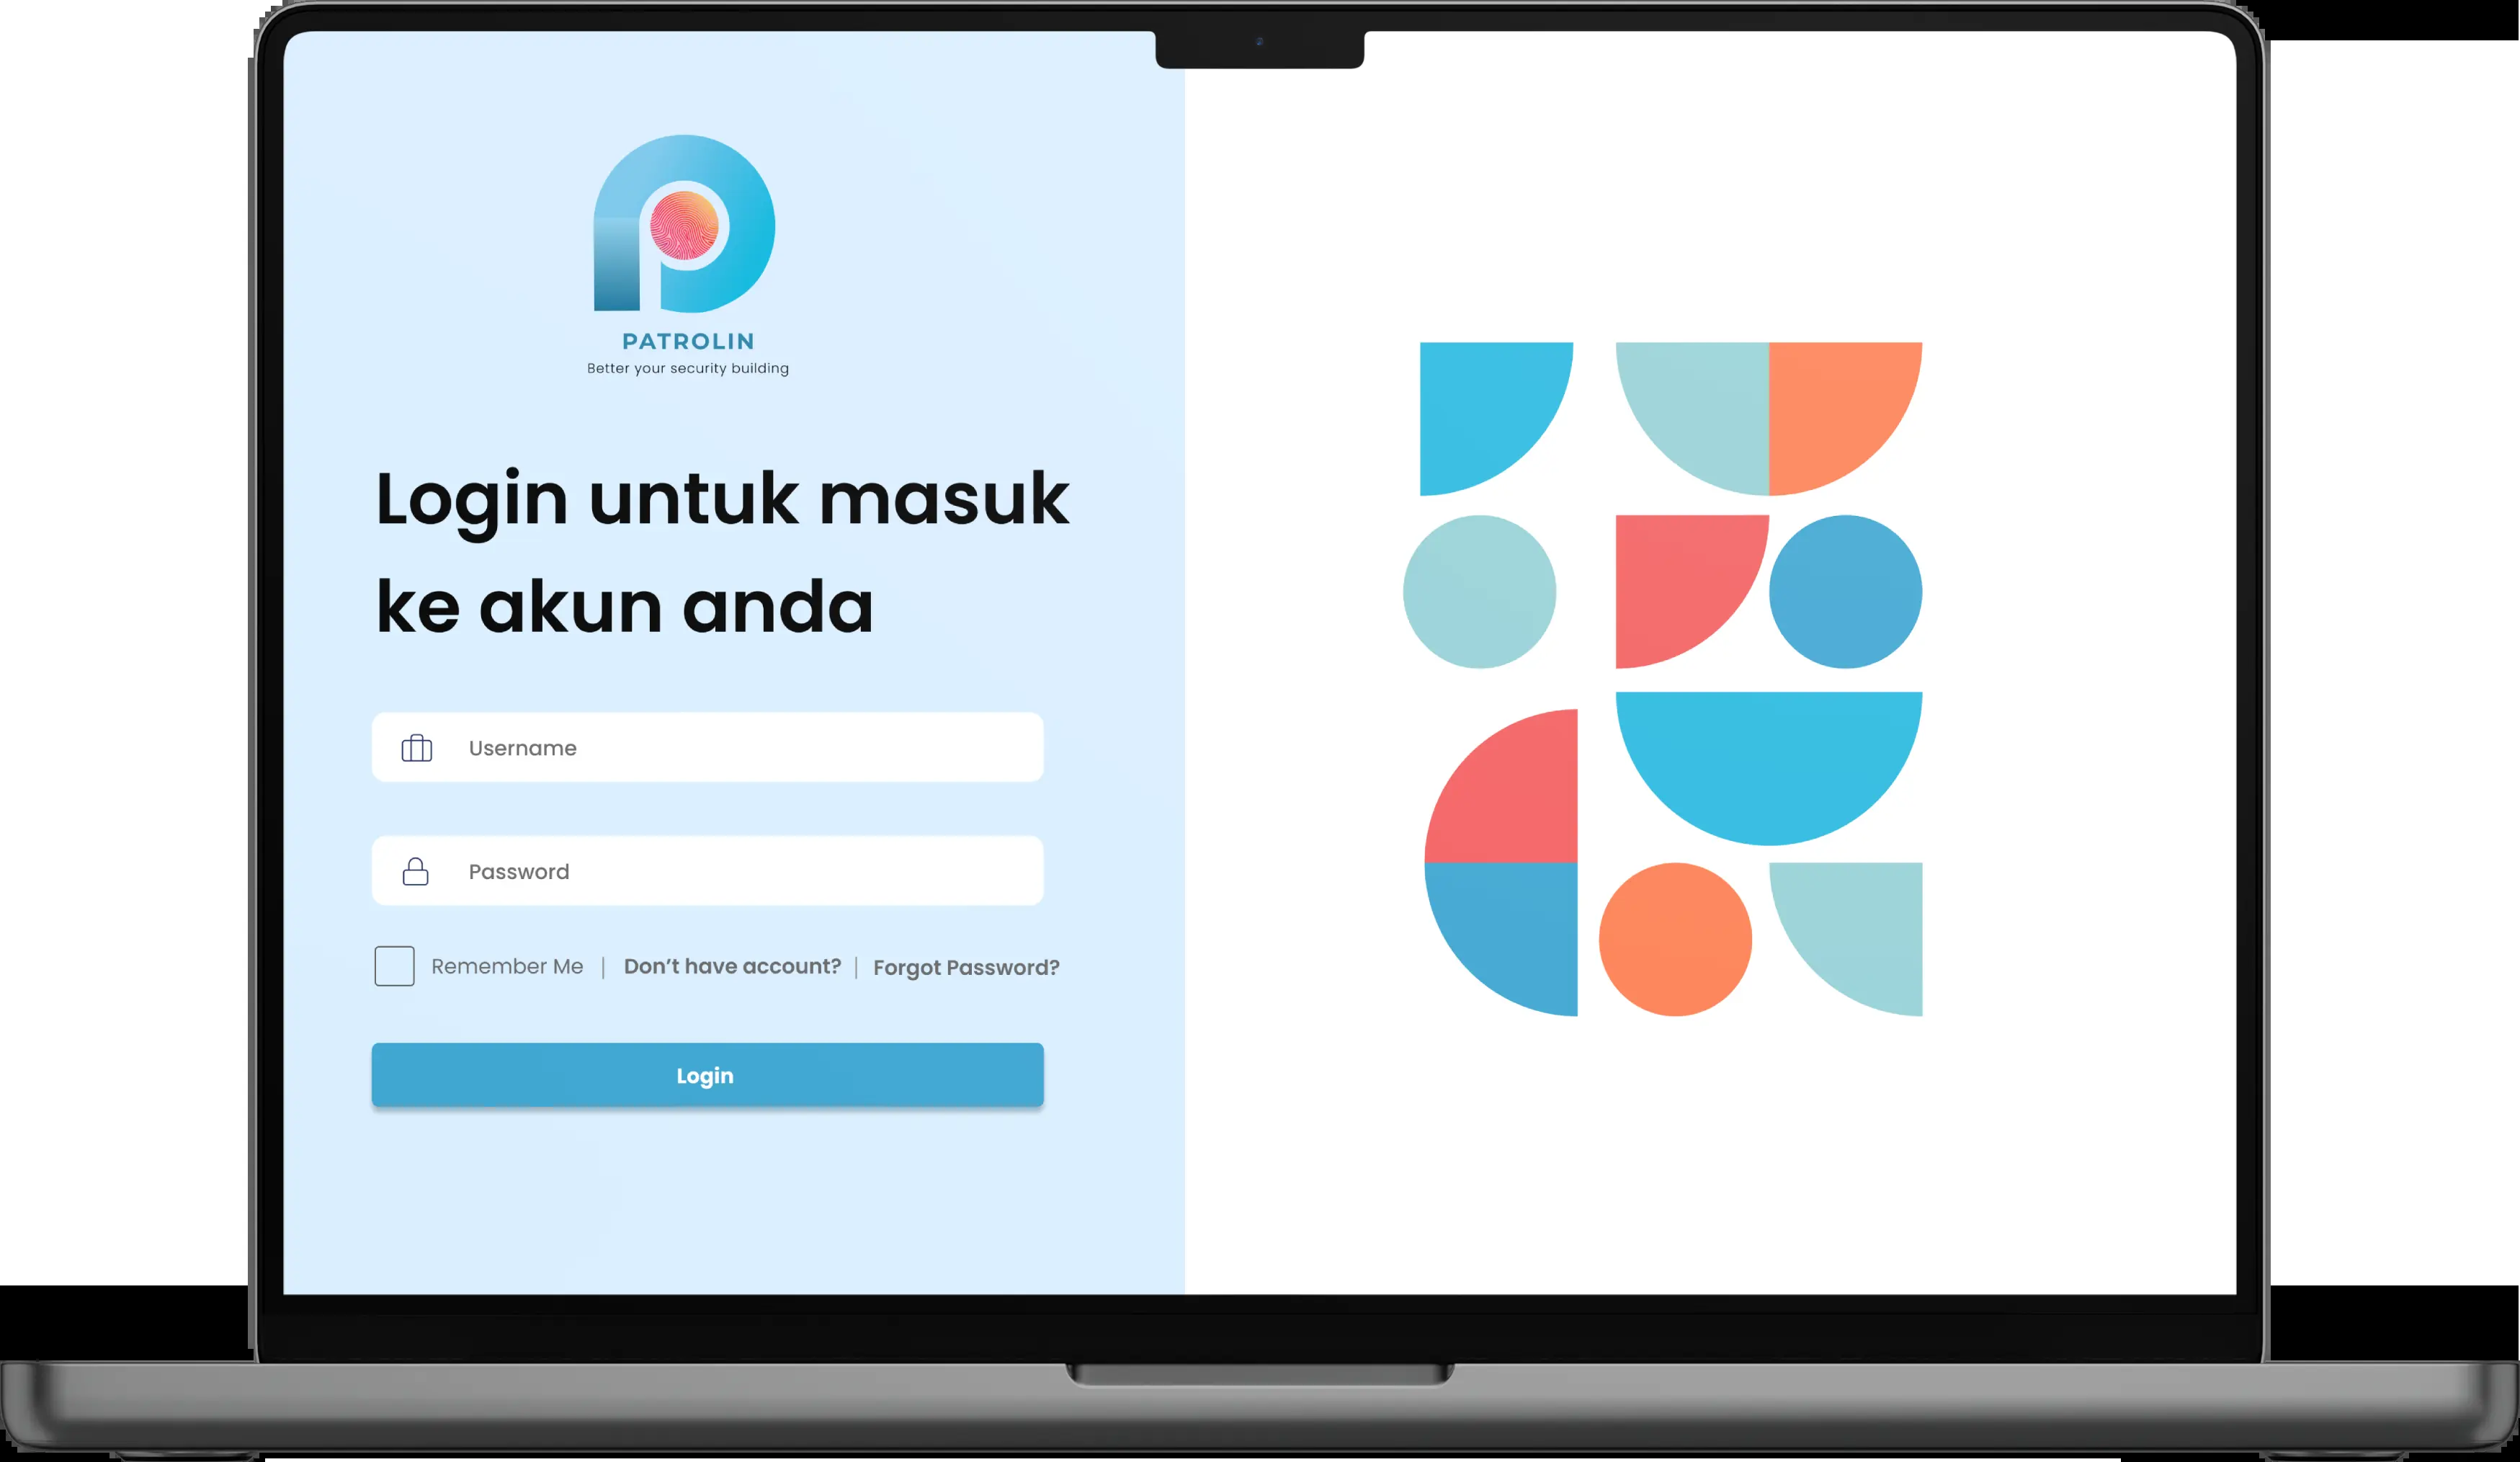 PATROLIN
Better your security building
Login untuk masuk
ke akun anda
Username
Password
Remember Me | Don't have account? | Forgot Password?
Login